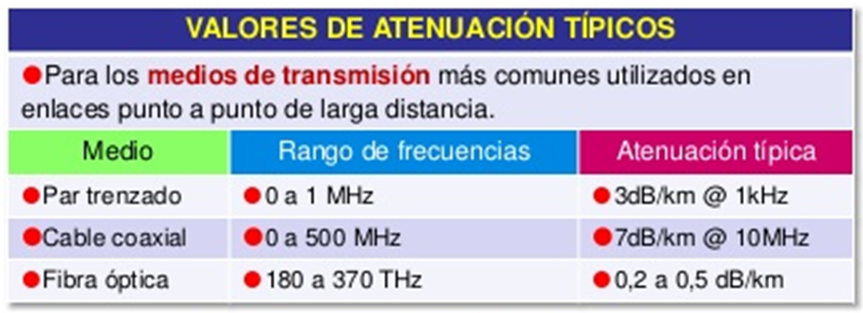 VALORES DE ATENUACIÓN TÍPICOS
●Para los medios de transmisión más comunes utilizados en
enlaces punto a punto de larga distancia.
Medio Rango de frecuencias Atenuación típica
●Par trenzado ●0 a 1 MHz ●3dB/km @ 1kHz
●Cable coaxial ●0 a 500 MHz ●7dB/km @ 10MHz
●Fibra óptica ●180 a 370 THz ●0,2 a 0,5 dB/km